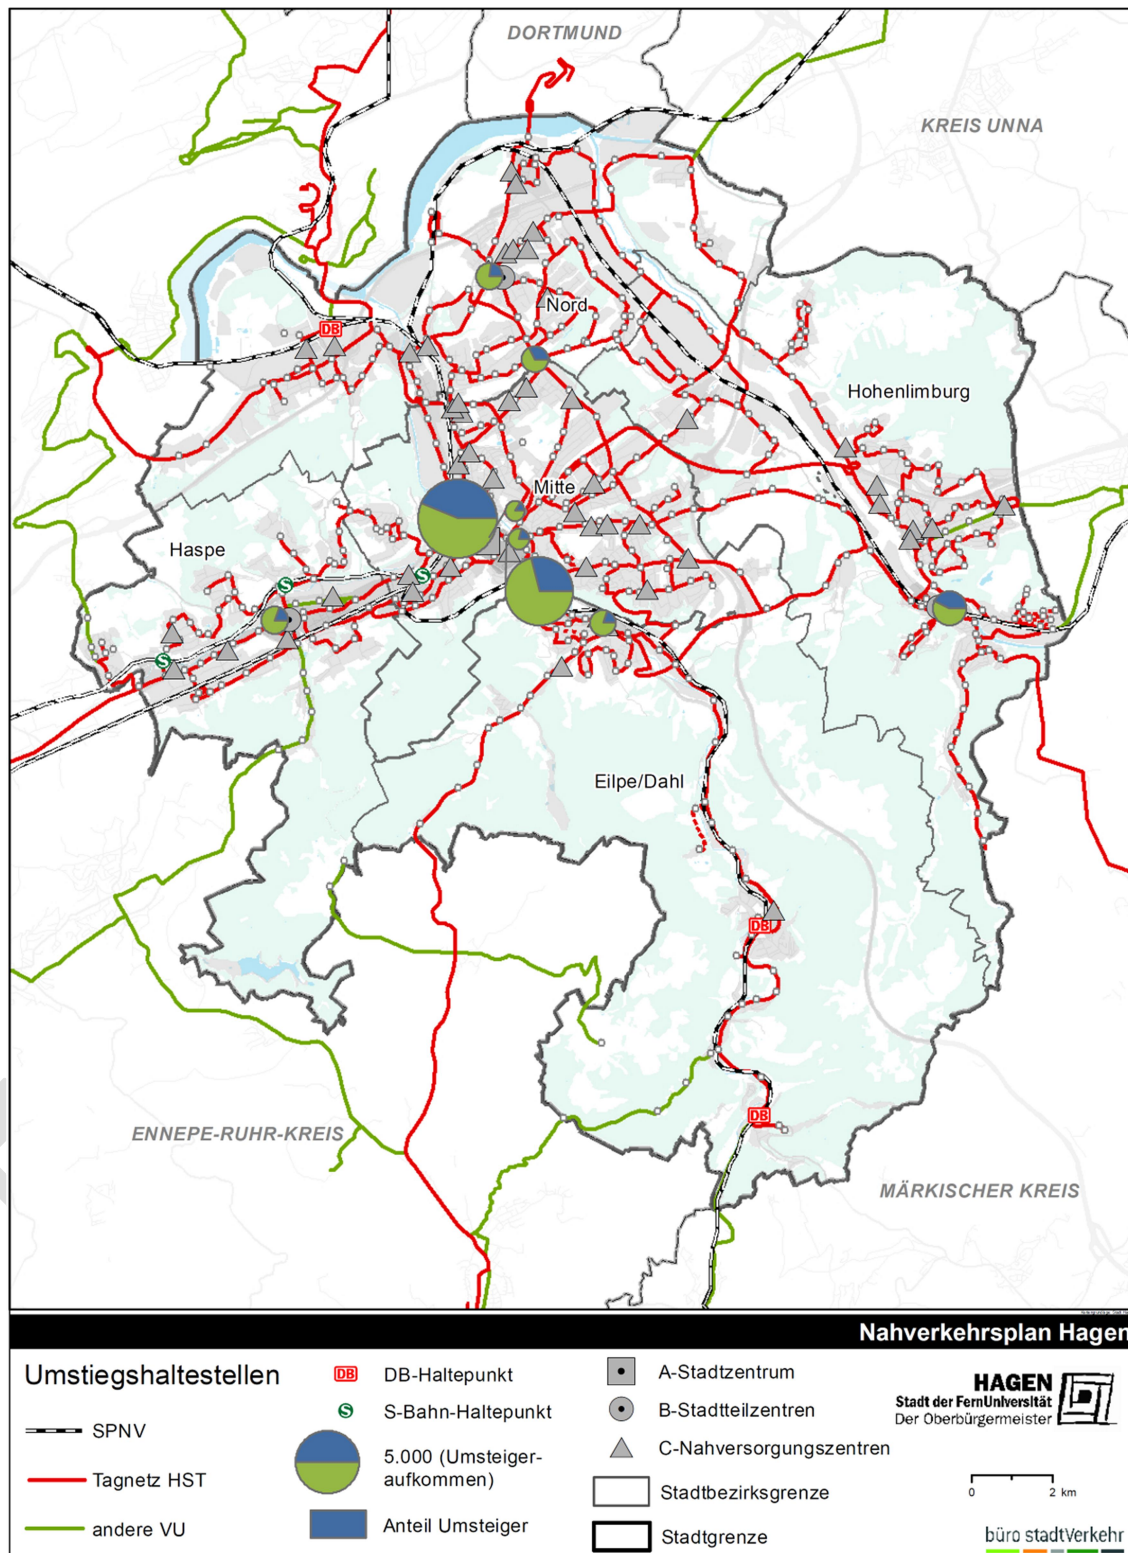 DORTMUND
KREIS UNNA
Nord
DB
Hohenlimburg
Mitte
Haspe
S
S
S
Eilpe/Dahl
DB
DB
ENNEPE-RUHR-KREIS
MÄRKISCHER KREIS
Nahverkehrsplan Hagen
Umstiegshaltestellen
SPNV
Tagnetz HST
andere VU
DB
DB-Haltepunkt
S
S-Bahn-Haltepunkt
5.000 (Umsteiger-
aufkommen)
Anteil Umsteiger
A-Stadtzentrum
B-Stadtteilzentren
C-Nahversorgungszentren
Stadtbezirksgrenze
Stadtgrenze
HAGEN
Stadt der FernUniversität
Der Oberbürgermeister
0 2 km
büro stadtVerkehr